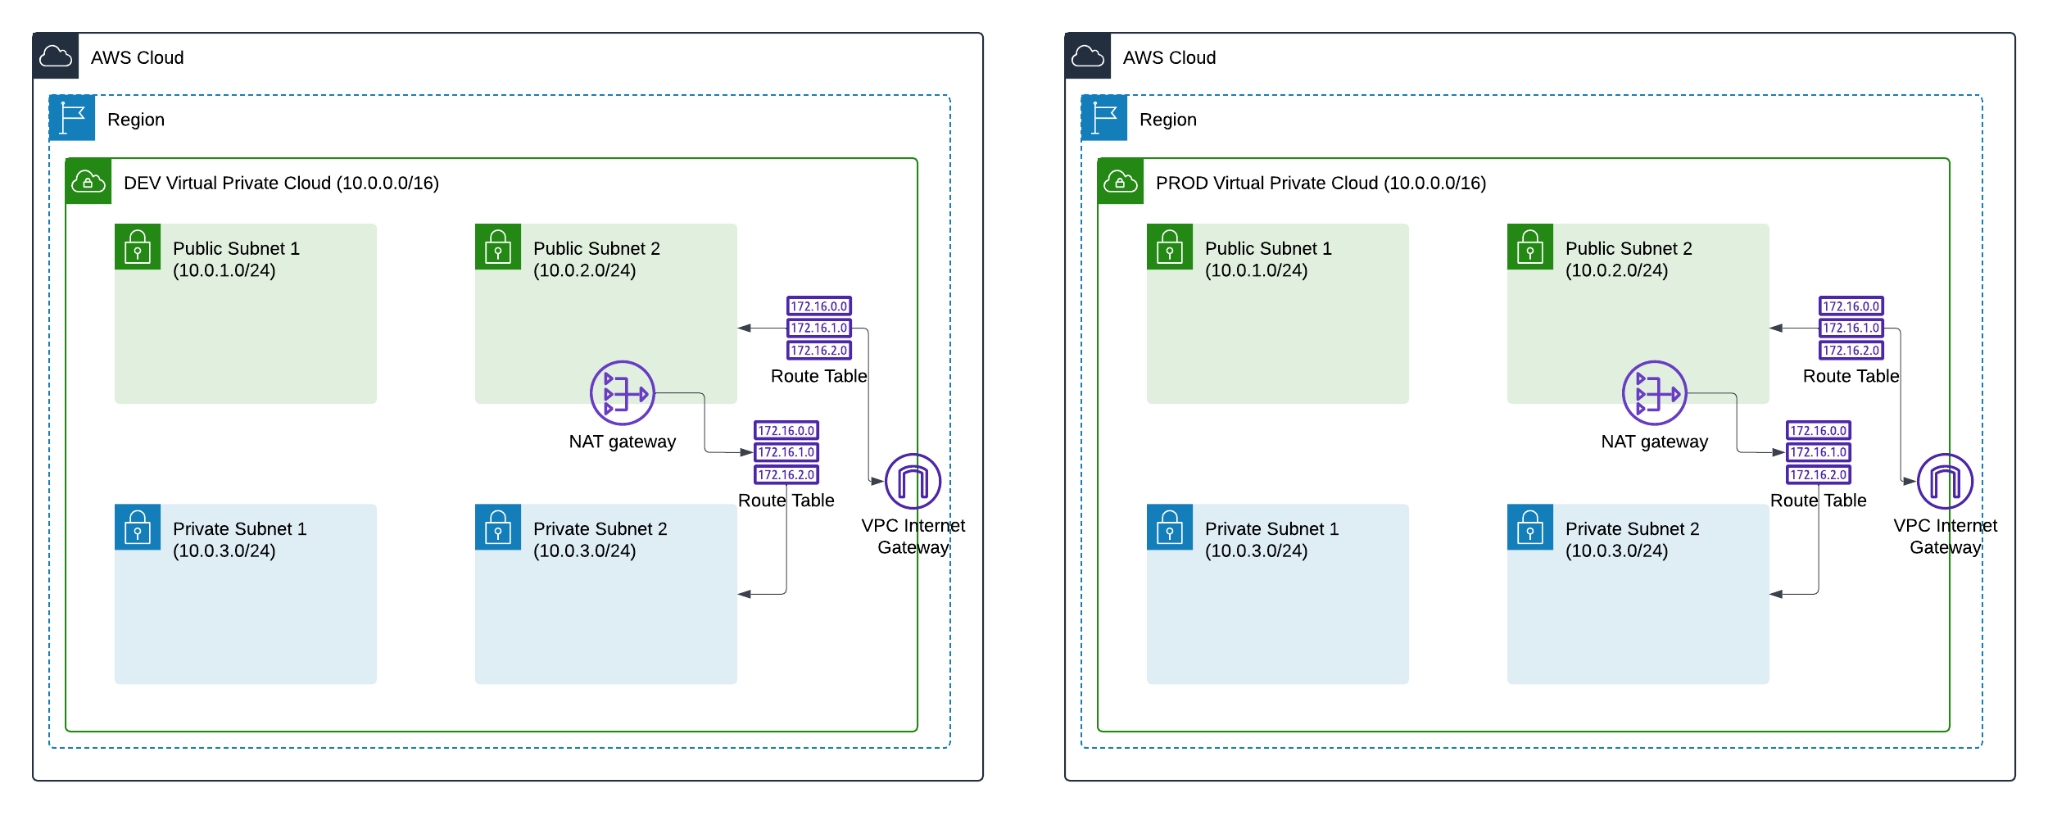 AWS Cloud
Region
DEV Virtual Private Cloud (10.0.0.0/16)
Public Subnet 1
(10.0.1.0/24)
Public Subnet 2
(10.0.2.0/24)
172.16.0.0
172.16.1.0
172.16.2.0
Route Table
NAT gateway
172.16.0.0
172.16.1.0
172.16.2.0
Route Table
VPC Internet
Gateway
Private Subnet 1
(10.0.3.0/24)
Private Subnet 2
(10.0.3.0/24)
AWS Cloud
Region
PROD Virtual Private Cloud (10.0.0.0/16)
Public Subnet 1
(10.0.1.0/24)
Public Subnet 2
(10.0.2.0/24)
172.16.0.0
172.16.1.0
172.16.2.0
Route Table
NAT gateway
172.16.0.0
172.16.1.0
172.16.2.0
Route Table
VPC Internet
Gateway
Private Subnet 1
(10.0.3.0/24)
Private Subnet 2
(10.0.3.0/24)